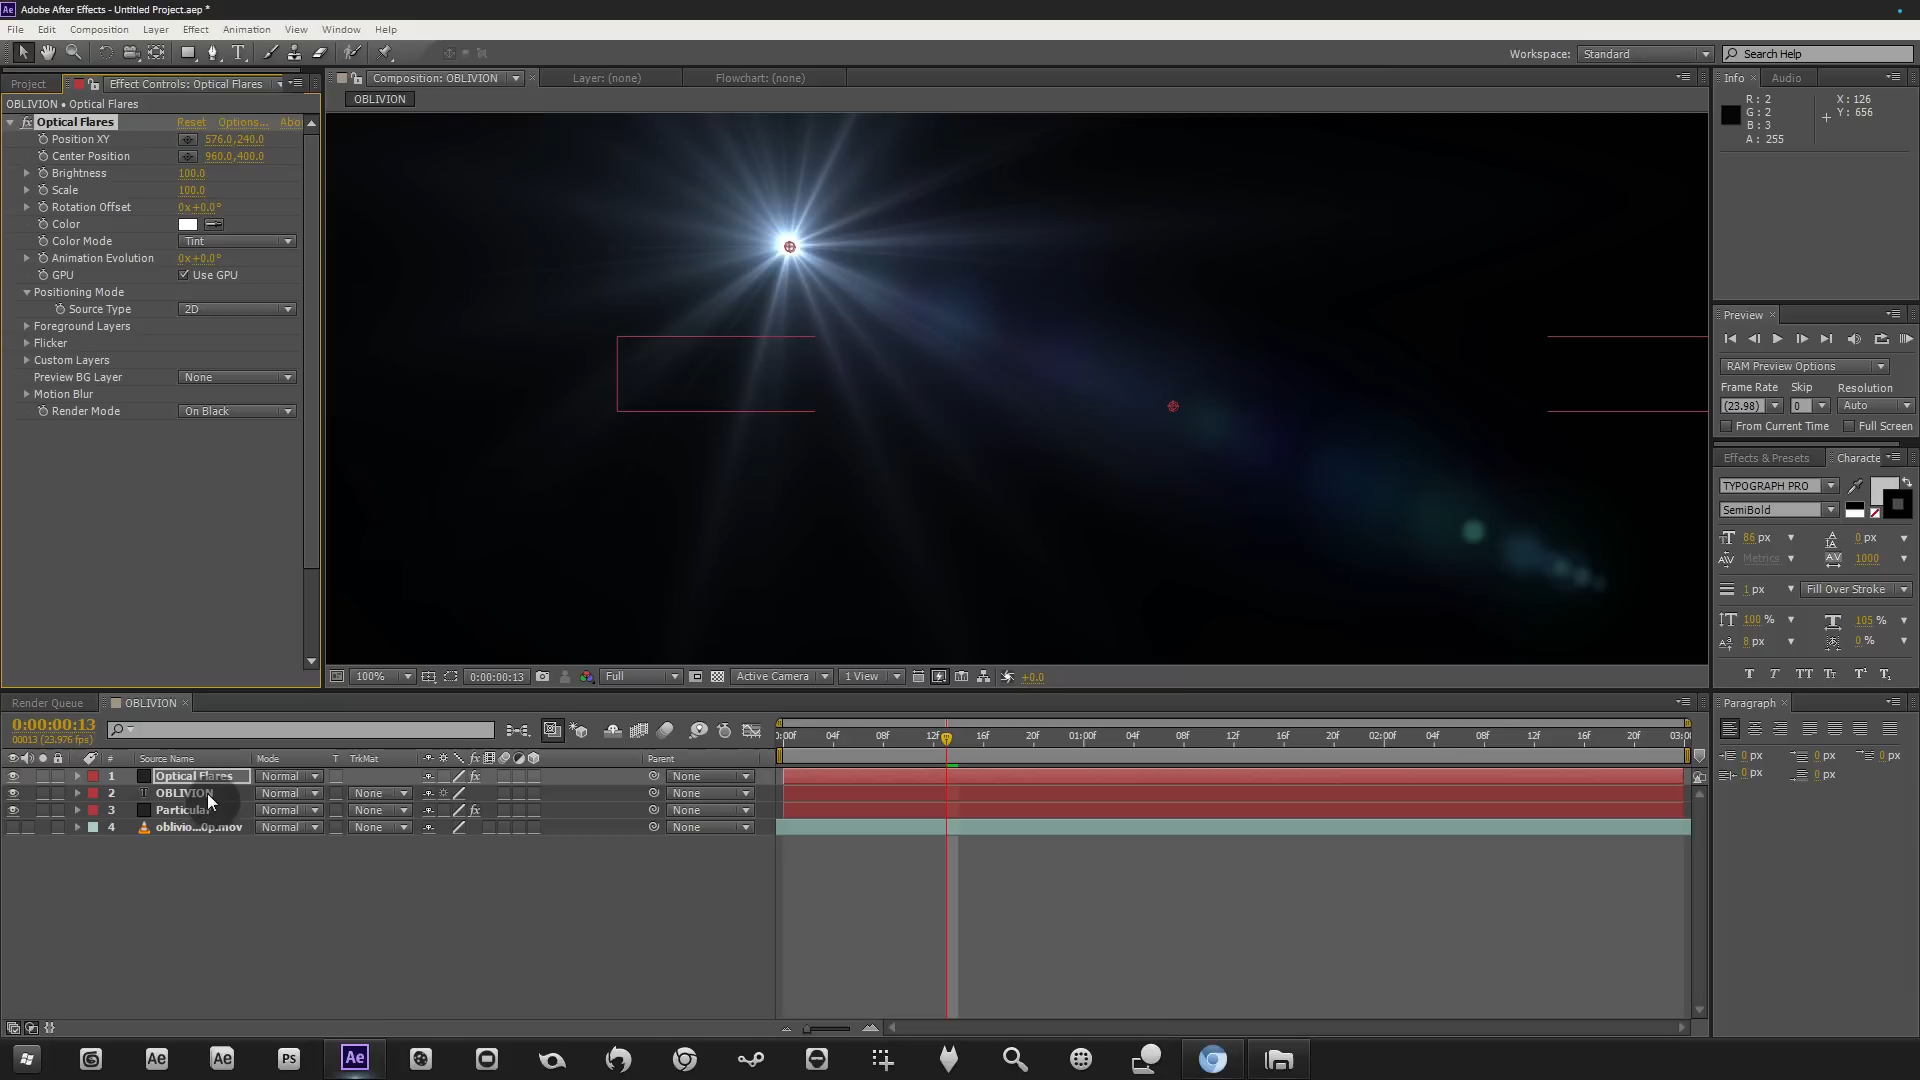 Adobe After Effects - Untitled Project.aep *
File Edit Composition Layer Effect Animation View Window Help
Workspace: Standard Search Help
Project Effect Controls: Optical Flares
Composition: OBLIVION Layer: (none) Flowchart: (none)
Info Audio
OBLIVION • Optical Flares
OBLIVION
R: 2 X: 126
G: 2 Y: 656
B: 3
A: 255
Optical Flares Reset Options... Abo
Position XY 576.0,240.0
Center Position 960.0,400.0
Brightness 100.0
Scale 100.0
Rotation Offset 0x+0.0°
Color
Color Mode Tint
Animation Evolution 0x+0.0°
GPU Use GPU
Positioning Mode
Source Type 2D
Foreground Layers
Flicker
Custom Layers
Preview BG Layer None
Motion Blur
Render Mode On Black
Preview
RAM Preview Options
Frame Rate Skip Resolution
(23.98) 0 Auto
From Current Time Full Screen
Effects & Presets Characte
TYPOGRAPH PRO
SemiBold
86 px 0 px
Metrics 1000
1 px Fill Over Stroke
100 % 105 %
8 px 0 %
100% 0:00:00:13 Full Active Camera 1 View +0.0
Render Queue OBLIVION
Paragraph
0:00:00:13
00013 (23.976 fps)
:00f 04f 08f 12f 16f 20f 01:00f 04f 08f 12f 16f 20f 02:00f 04f 08f 12f 16f 20f 03:0
0 px 0 px 0 px
0 px 0 px
# Source Name Mode T TrkMat Parent
1 Optical Flares Normal None
2 OBLIVION Normal None None
3 Particular Normal None None
4 oblivio...0p.mov Normal None None
Ae Ae Ps Ae